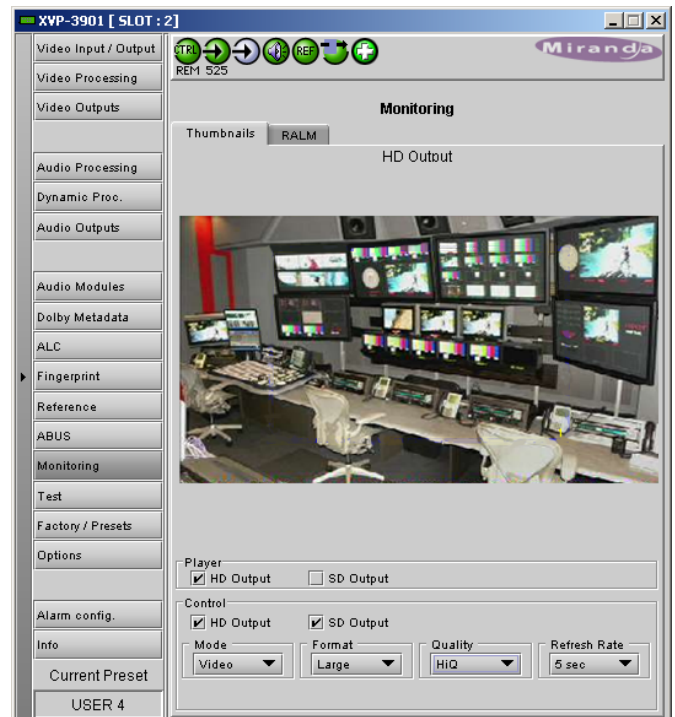 XVP-3901 [ SLOT : 2]
Video Input / Output
Video Processing
Video Outputs
Audio Processing
Dynamic Proc.
Audio Outputs
Audio Modules
Dolby Metadata
ALC
Fingerprint
Reference
ABUS
Monitoring
Test
Factory / Presets
Options
Alarm config.
Info
Current Preset
USER 4
CTRL
REF
REM 525
Miranda
Monitoring
Thumbnails
RALM
HD Output
Player
HD Output
SD Output
Control
HD Output
SD Output
Mode
Format
Quality
Refresh Rate
Video
Large
HiQ
5 sec